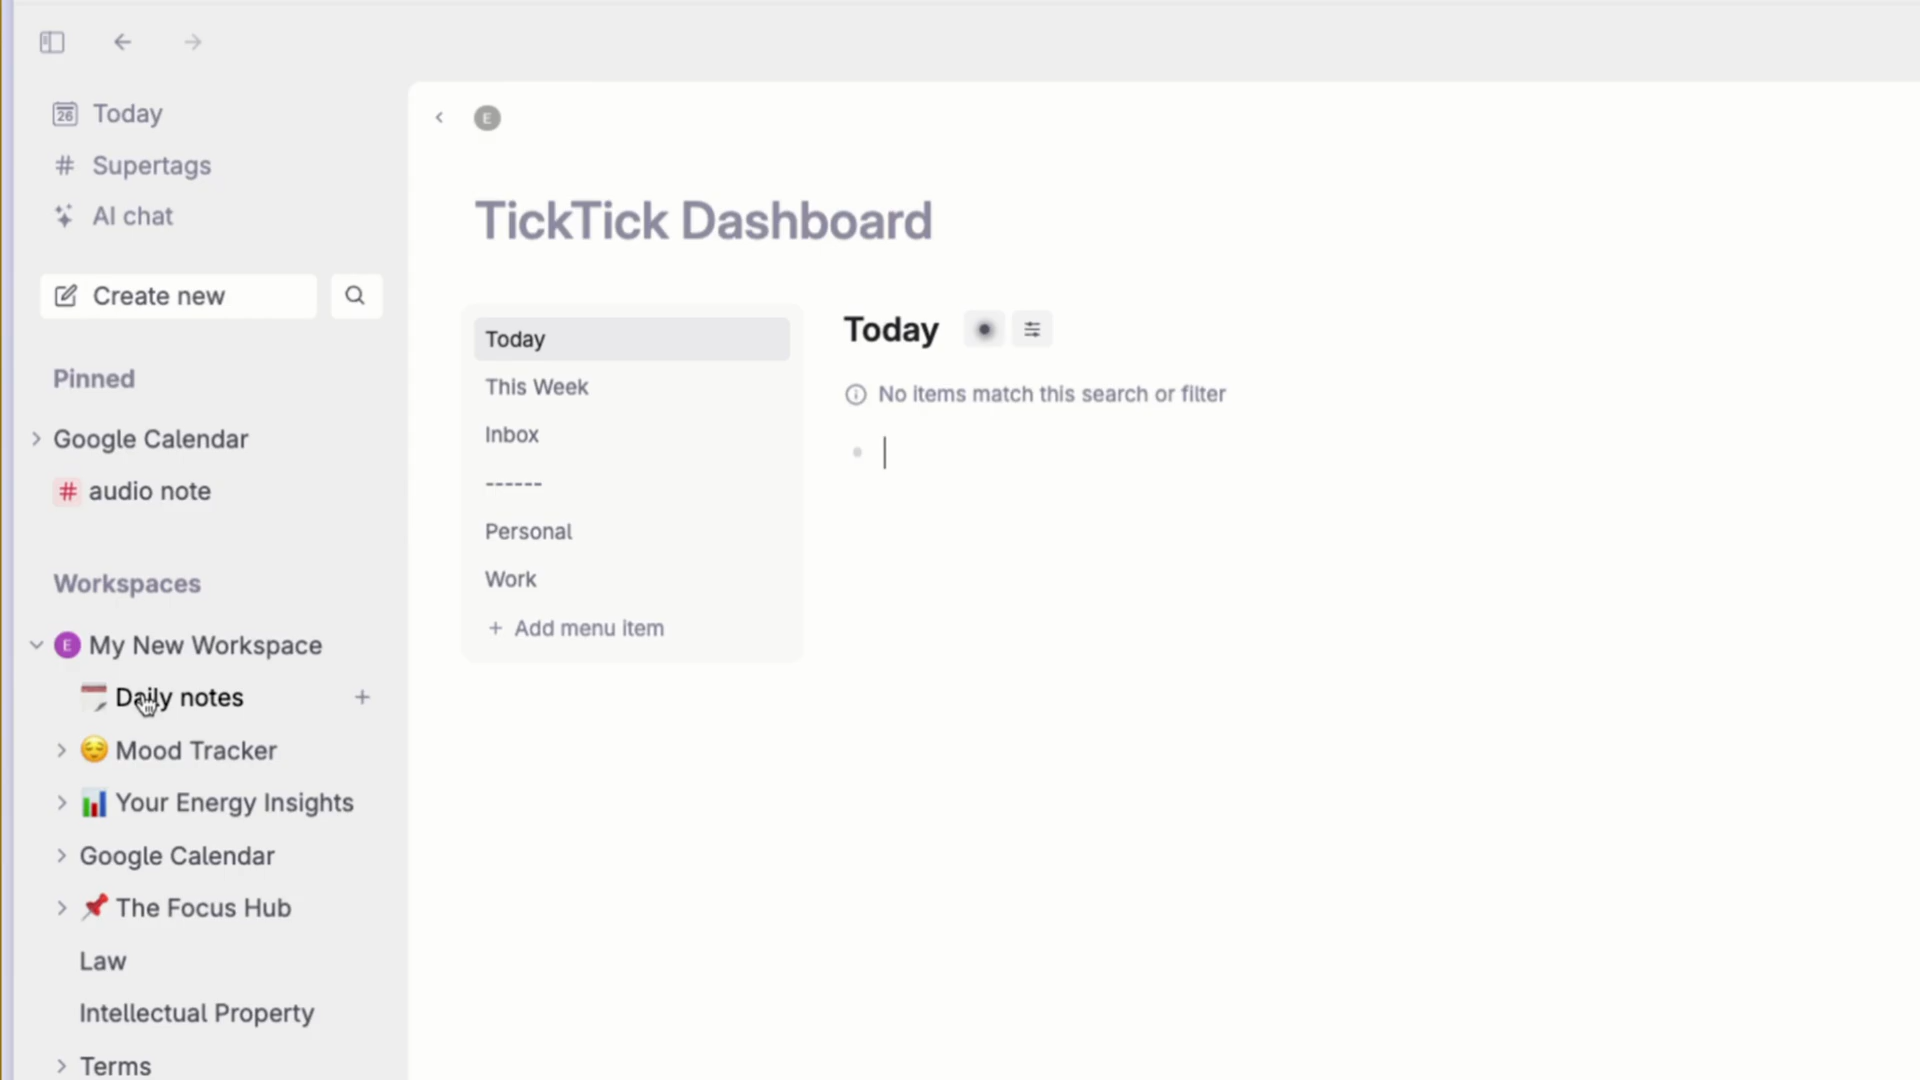 26 Today
# Supertags
AI chat
Create new
Pinned
Google Calendar
# audio note
Workspaces
E My New Workspace
Daily notes +
Mood Tracker
Your Energy Insights
Google Calendar
The Focus Hub
Law
Intellectual Property
Terms
E
TickTick Dashboard
Today
This Week
Inbox
------
Personal
Work
+ Add menu item
Today
No items match this search or filter